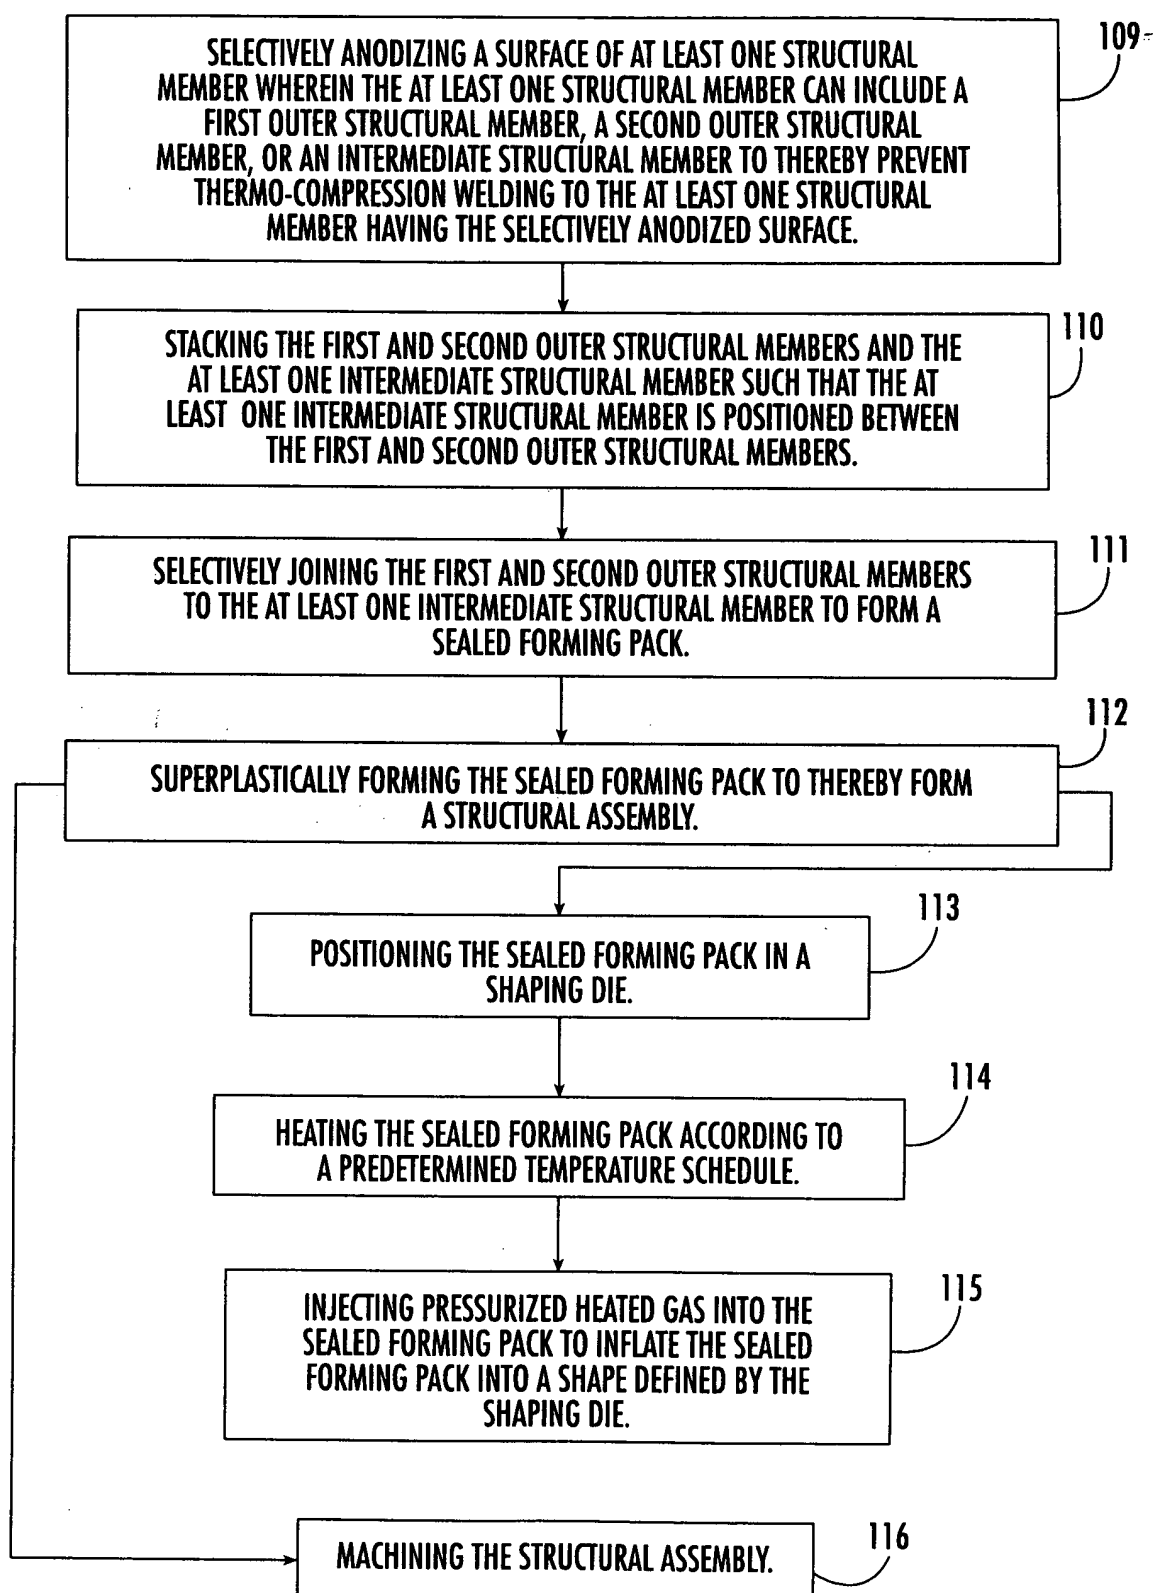 109
SELECTIVELY ANODIZING A SURFACE OF AT LEAST ONE STRUCTURAL
MEMBER WHEREIN THE AT LEAST ONE STRUCTURAL MEMBER CAN INCLUDE A
FIRST OUTER STRUCTURAL MEMBER, A SECOND OUTER STRUCTURAL
MEMBER, OR AN INTERMEDIATE STRUCTURAL MEMBER TO THEREBY PREVENT
THERMO-COMPRESSION WELDING TO THE AT LEAST ONE STRUCTURAL
MEMBER HAVING THE SELECTIVELY ANODIZED SURFACE.
110
STACKING THE FIRST AND SECOND OUTER STRUCTURAL MEMBERS AND THE
AT LEAST ONE INTERMEDIATE STRUCTURAL MEMBER SUCH THAT THE AT
LEAST ONE INTERMEDIATE STRUCTURAL MEMBER IS POSITIONED BETWEEN
THE FIRST AND SECOND OUTER STRUCTURAL MEMBERS.
111
SELECTIVELY JOINING THE FIRST AND SECOND OUTER STRUCTURAL MEMBERS
TO THE AT LEAST ONE INTERMEDIATE STRUCTURAL MEMBER TO FORM A
SEALED FORMING PACK.
112
SUPERPLASTICALLY FORMING THE SEALED FORMING PACK TO THEREBY FORM
A STRUCTURAL ASSEMBLY.
113
POSITIONING THE SEALED FORMING PACK IN A
SHAPING DIE.
114
HEATING THE SEALED FORMING PACK ACCORDING TO
A PREDETERMINED TEMPERATURE SCHEDULE.
115
INJECTING PRESSURIZED HEATED GAS INTO THE
SEALED FORMING PACK TO INFLATE THE SEALED
FORMING PACK INTO A SHAPE DEFINED BY THE
SHAPING DIE.
116
MACHINING THE STRUCTURAL ASSEMBLY.